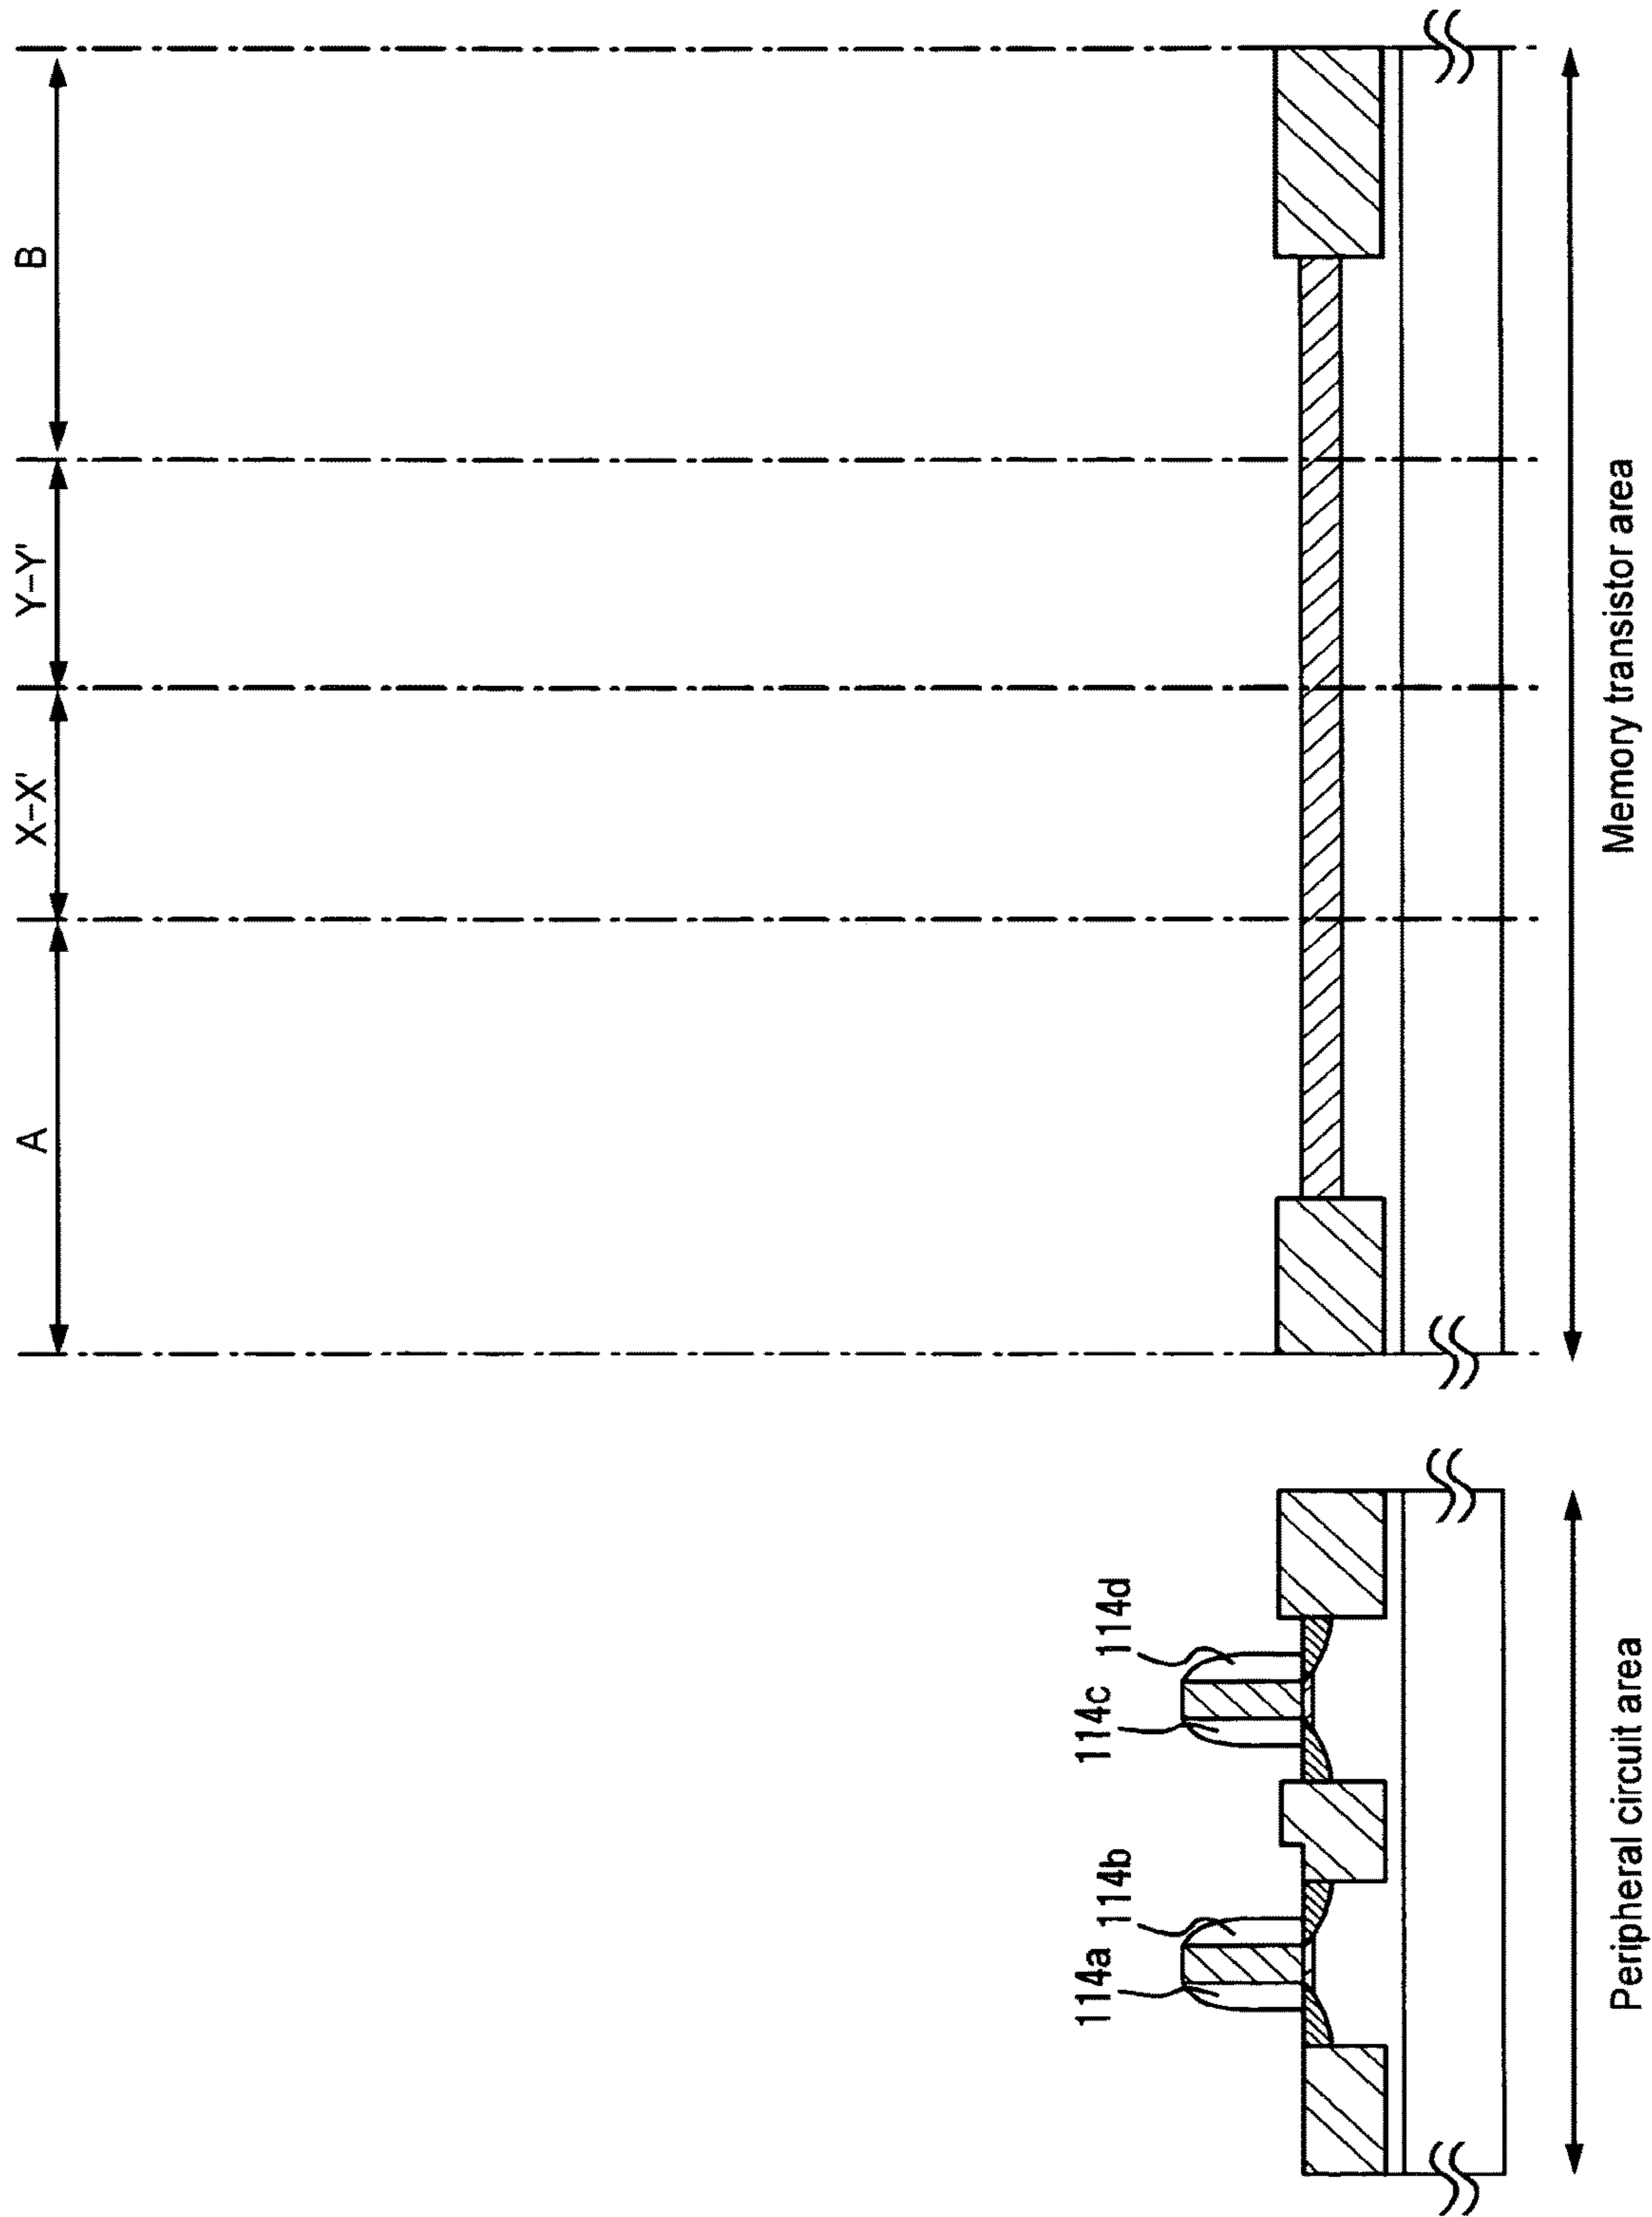 A
X-X'
Y-Y'
B
114a
114b
114c
114d
Peripheral circuit area
Memory transistor area